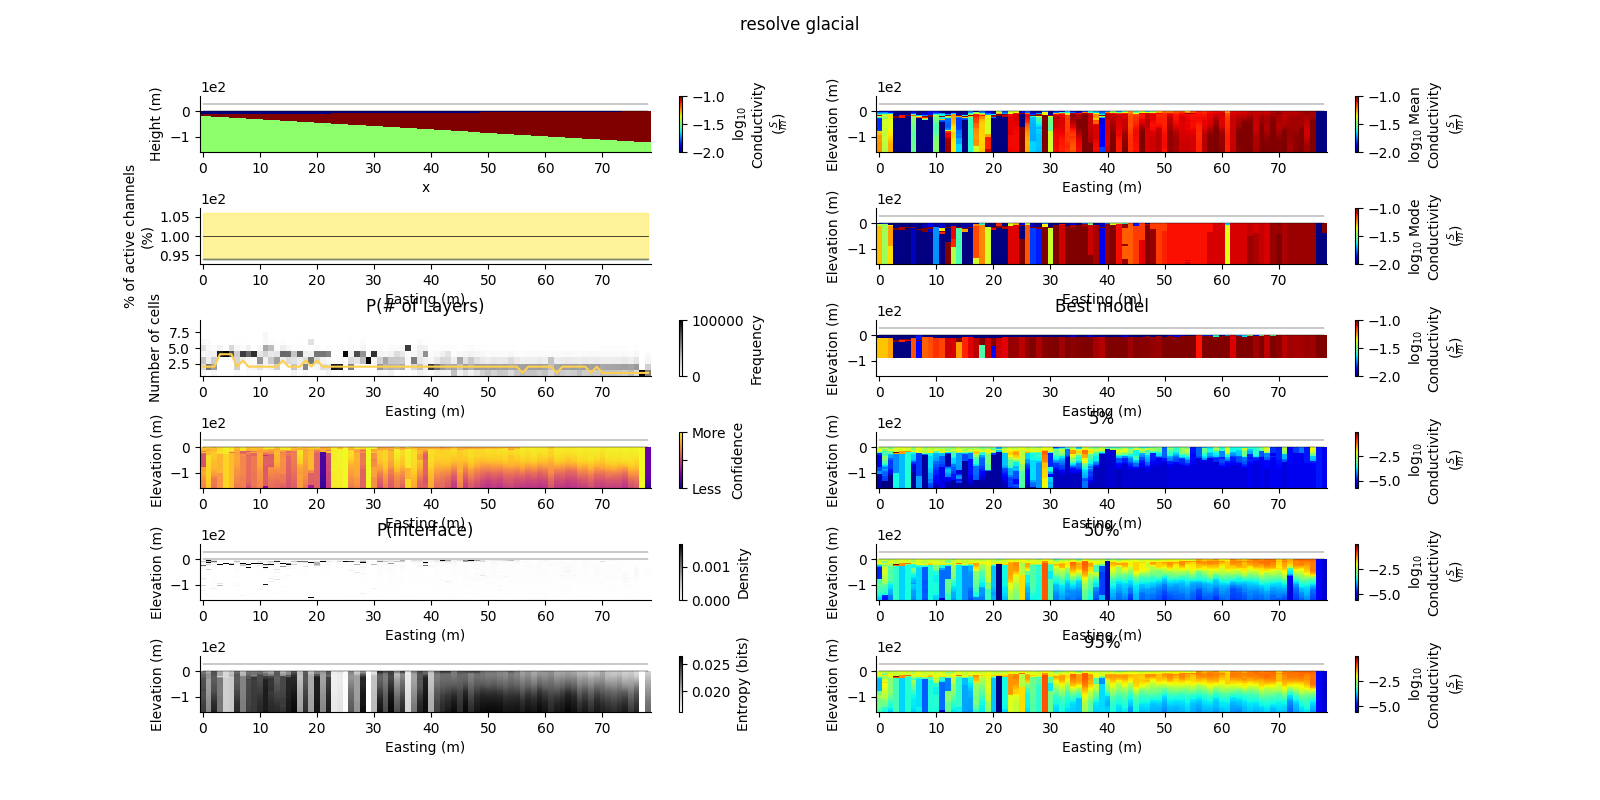 resolve glacial
1e2
Height (m)
0
−1
0 10 20 30 40 50 60 70
x
−1.0
−1.5
−2.0
log10
Conductivity
(S/m)
1e2
Elevation (m)
0
−1
0 10 20 30 40 50 60 70
Easting (m)
−1.0
−1.5
−2.0
log10 Mean
Conductivity
(S/m)
1e2
% of active channels
(%)
1.05
1.00
0.95
0 10 20 30 40 50 60 70
Easting (m)
1e2
Elevation (m)
0
−1
0 10 20 30 40 50 60 70
Easting (m)
−1.0
−1.5
−2.0
log10 Mode
Conductivity
(S/m)
P(# of Layers)
Number of cells
7.5
5.0
2.5
0 10 20 30 40 50 60 70
Easting (m)
100000
0
Frequency
Best model
1e2
Elevation (m)
0
−1
0 10 20 30 40 50 60 70
Easting (m)
−1.0
−1.5
−2.0
log10
Conductivity
(S/m)
1e2
Elevation (m)
0
−1
0 10 20 30 40 50 60 70
Easting (m)
More
Less
Confidence
5%
1e2
Elevation (m)
0
−1
0 10 20 30 40 50 60 70
Easting (m)
−2.5
−5.0
log10
Conductivity
(S/m)
P(Interface)
1e2
Elevation (m)
0
−1
0 10 20 30 40 50 60 70
Easting (m)
0.001
0.000
Density
50%
1e2
Elevation (m)
0
−1
0 10 20 30 40 50 60 70
Easting (m)
−2.5
−5.0
log10
Conductivity
(S/m)
1e2
Elevation (m)
0
−1
0 10 20 30 40 50 60 70
Easting (m)
0.025
0.020
Entropy (bits)
95%
1e2
Elevation (m)
0
−1
0 10 20 30 40 50 60 70
Easting (m)
−2.5
−5.0
log10
Conductivity
(S/m)